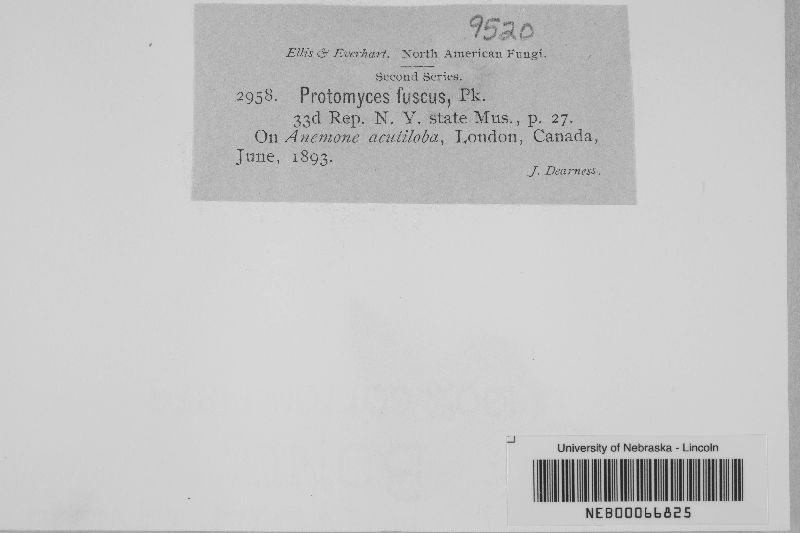 9520
Ellis & Everhart. North American Fungi.
Second Series.
2958. Protomyces fuscus, Pk.
33d Rep. N. Y. state Mus., p. 27.
On Anemone acutiloba, London, Canada,
June, 1893.
J. Dearness.
University of Nebraska - Lincoln
NEB00066825